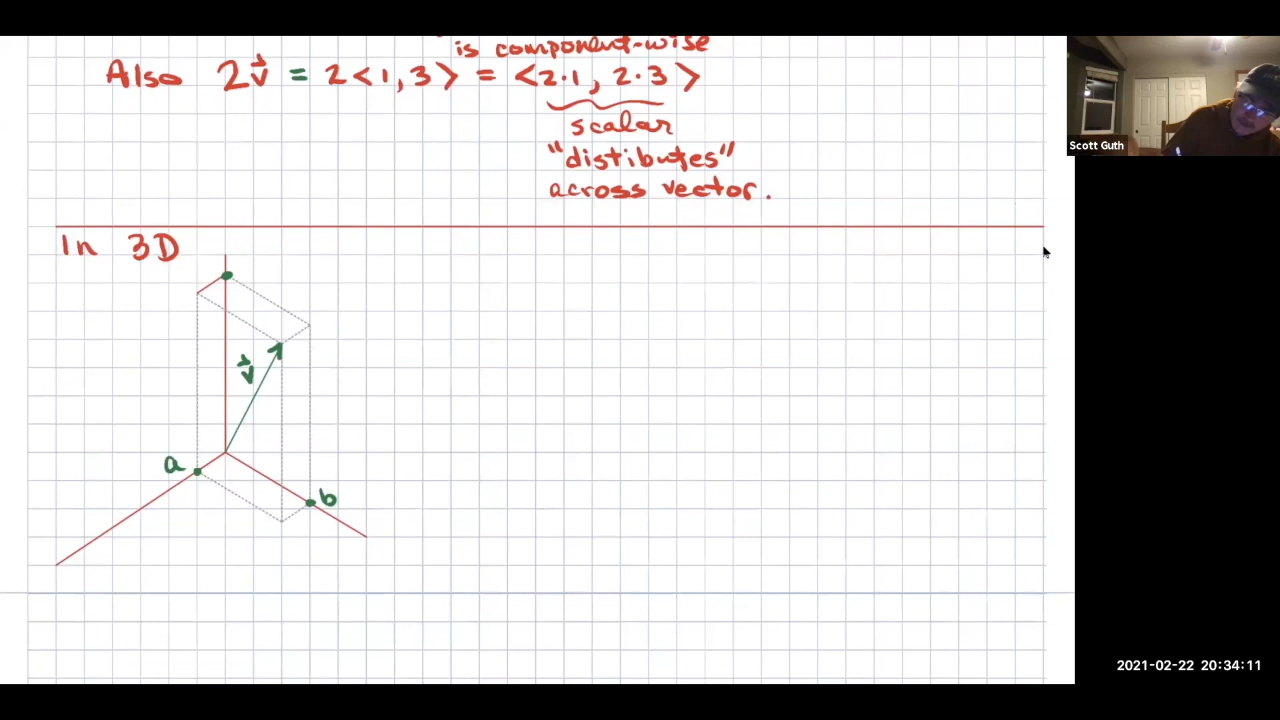 is component-wise
Also 2v⃗ = 2<1,3> = <2·1, 2·3>
scalar
"distibutes"
across vector.
In 3D
v⃗
a
b
Scott Guth
2021-02-22 20:34:11